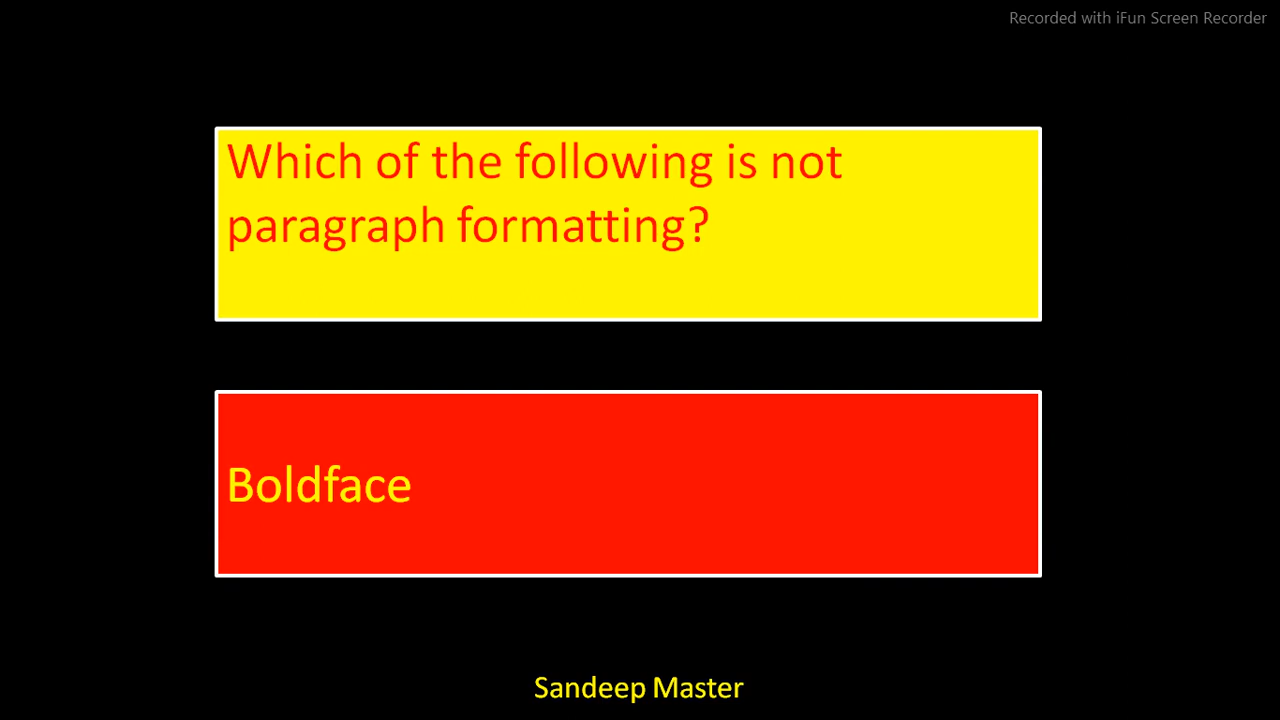 Recorded with iFun Screen Recorder
Which of the following is not
paragraph formatting?
Boldface
Sandeep Master